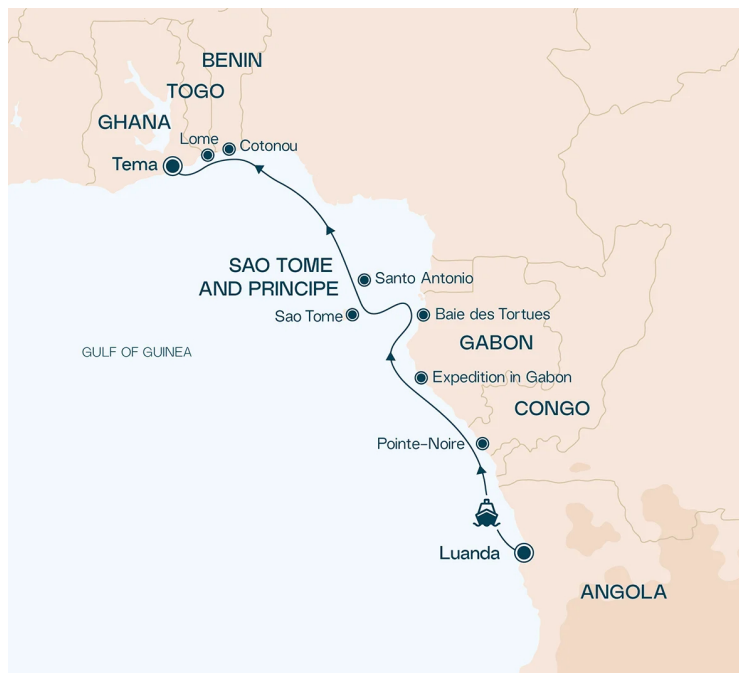 BENIN
TOGO
GHANA
Lome
Cotonou
Tema
SAO TOME
AND PRINCIPE
Santo Antonio
Sao Tome
Baie des Tortues
GABON
GULF OF GUINEA
Expedition in Gabon
CONGO
Pointe-Noire
Luanda
ANGOLA